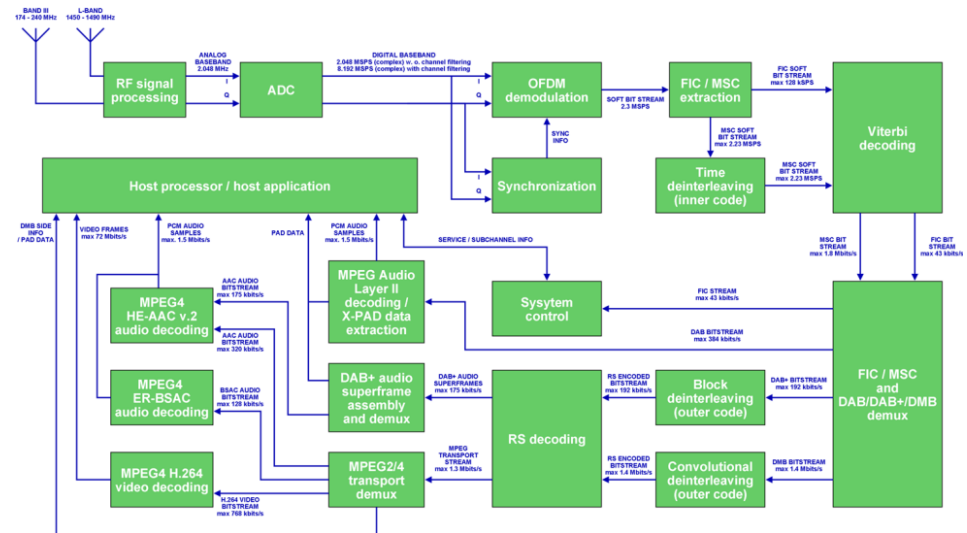 BAND III
174 - 240 MHz
L-BAND
1450 - 1490 MHz
RF signal
processing
ANALOG
BASEBAND
2.048 MHz
I
Q
ADC
DIGITAL BASEBAND
2.048 MSPS (complex) w. o. channel filtering
8.192 MSPS (complex) with channel filtering
I
Q
OFDM
demodulation
SOFT BIT STREAM
2.3 MSPS
FIC / MSC
extraction
FIC SOFT
BIT STREAM
max 128 kSPS
Viterbi
decoding
SYNC
INFO
MSC SOFT
BIT STREAM
max 2.23 MSPS
I
Q
Synchronization
Time
deinterleaving
(inner code)
MSC SOFT
BIT STREAM
max 2.23 MSPS
Host processor / host application
DMB SIDE
INFO
/ PAD DATA
VIDEO FRAMES
max 72 Mbits/s
PCM AUDIO
SAMPLES
max. 1.5 Mbits/s
PAD DATA
PCM AUDIO
SAMPLES
max. 1.5 Mbits/s
SERVICE / SUBCHANNEL INFO
MSC BIT
STREAM
max 1.8 Mbits/s
FIC BIT
STREAM
max 43 kbits/s
MPEG4
HE-AAC v.2
audio decoding
AAC AUDIO
BITSTREAM
max 175 kbits/s
AAC AUDIO
BITSTREAM
max 320 kbits/s
MPEG Audio
Layer II
decoding /
X-PAD data
extraction
Sysytem
control
FIC STREAM
max 43 kbits/s
DAB BITSTREAM
max 384 kbits/s
FIC / MSC
and
DAB/DAB+/DMB
demux
MPEG4
ER-BSAC
audio decoding
BSAC AUDIO
BITSTREAM
max 128 kbits/s
DAB+ audio
superframe
assembly
and demux
DAB+ AUDIO
SUPERFRAMES
max 175 kbits/s
RS decoding
RS ENCODED
BITSTREAM
max 192 kbits/s
Block
deinterleaving
(outer code)
DAB+ BITSTREAM
max 192 kbits/s
MPEG4 H.264
video decoding
H.264 VIDEO
BITSTREAM
max 768 kbits/s
MPEG2/4
transport
demux
MPEG
TRANSPORT
STREAM
max 1.3 Mbits/s
RS ENCODED
BITSTREAM
max 1.4 Mbits/s
Convolutional
deinterleaving
(outer code)
DMB BITSTREAM
max 1.4 Mbits/s